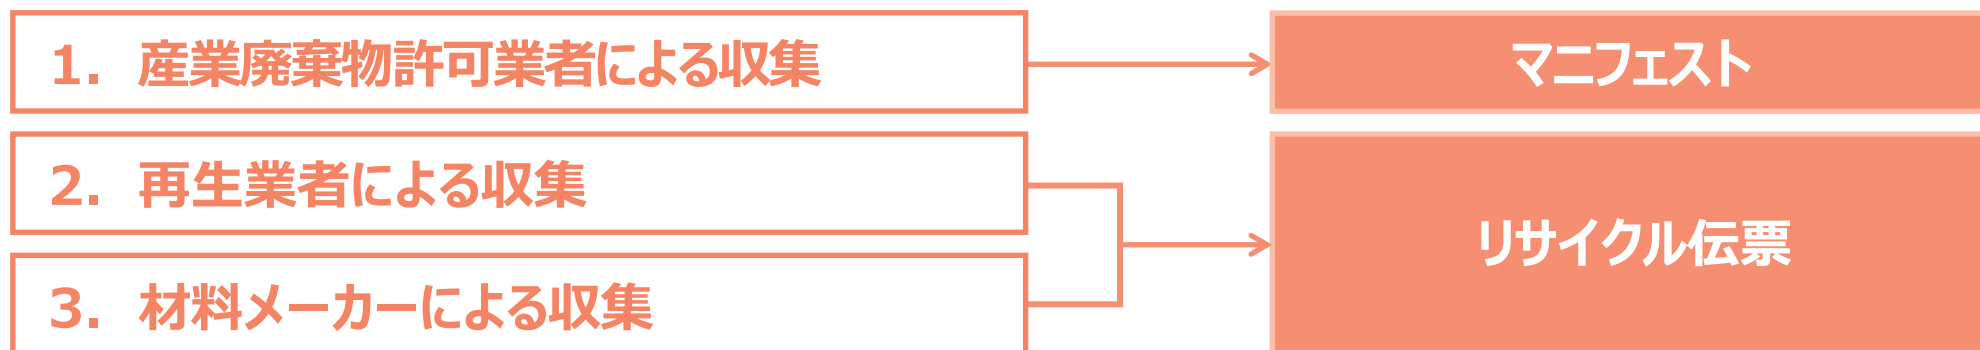 1. 産業廃棄物許可業者による収集
マニフェスト
2. 再生業者による収集
リサイクル伝票
3. 材料メーカーによる収集